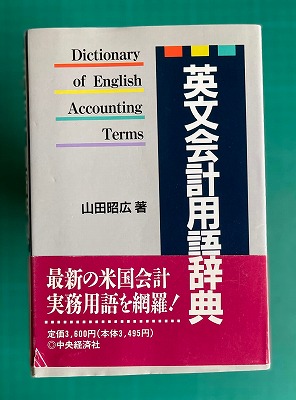 Dictionary
of English
Accounting
Terms
英文会計用語辞典
山田昭広 著
最新の米国会計
実務用語を網羅!
定価3,600円(本体3,495円)
◎中央経済社